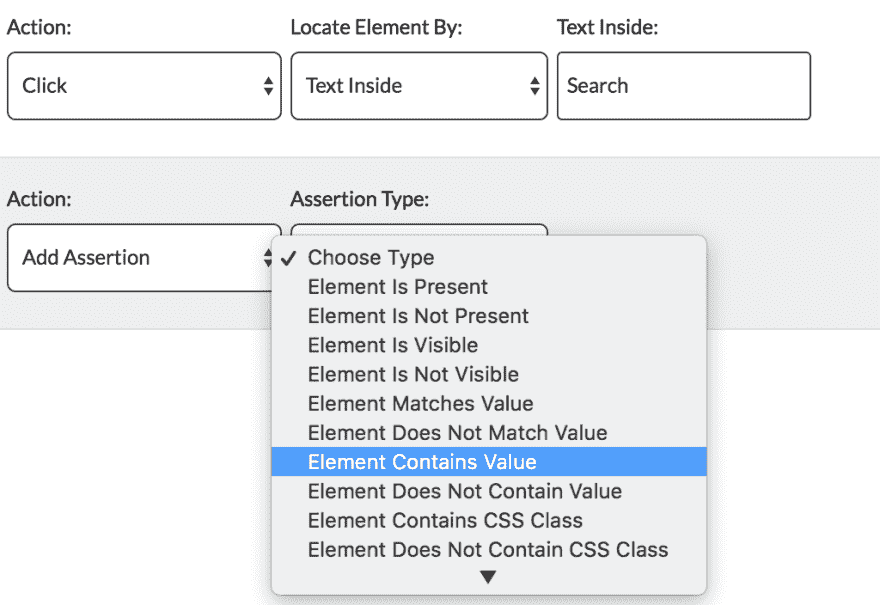 Action: Locate Element By: Text Inside:
Click Text Inside Search
Action: Assertion Type:
Add Assertion
✓ Choose Type
Element Is Present
Element Is Not Present
Element Is Visible
Element Is Not Visible
Element Matches Value
Element Does Not Match Value
Element Contains Value
Element Does Not Contain Value
Element Contains CSS Class
Element Does Not Contain CSS Class